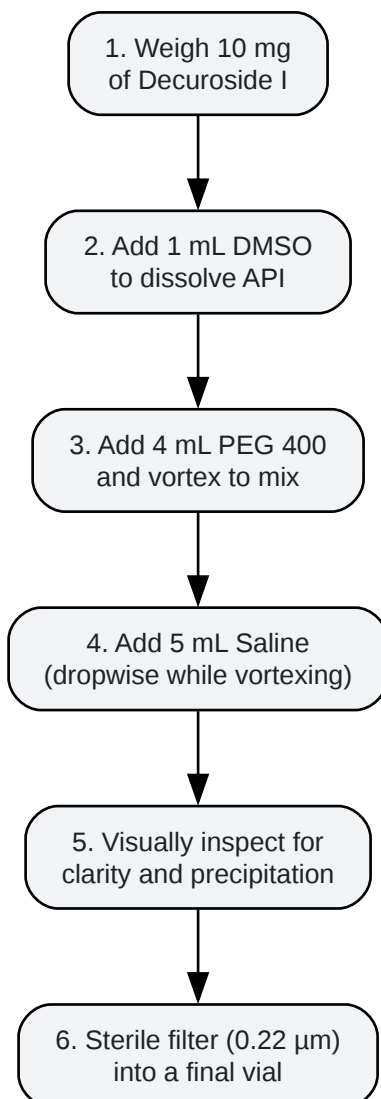 1. Weigh 10 mg
of Decuroside I
2. Add 1 mL DMSO
to dissolve API
3. Add 4 mL PEG 400
and vortex to mix
4. Add 5 mL Saline
(dropwise while vortexing)
5. Visually inspect for
clarity and precipitation
6. Sterile filter (0.22 µm)
into a final vial